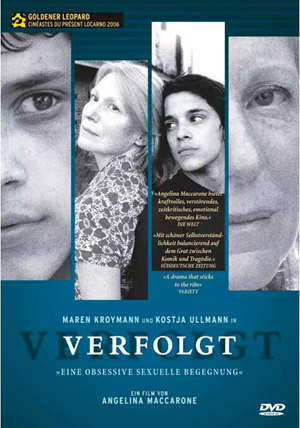 GOLDENER LEOPARD
CINÉASTES DU PRÉSENT LOCARNO 2006
»Angelina Maccarone bietet
kraftvolles, verstörendes,
zeitkritisches, emotional
bewegendes Kino.«
DIE WELT
»Mit schöner Selbstverständ-
lichkeit balancierend auf
dem Grat zwischen
Komik und Tragödie.«
SÜDDEUTSCHE ZEITUNG
»A drama that sticks
to the ribs«
VARIETY
MAREN KROYMANN UND KOSTJA ULLMANN IN
VERFOLGT
»EINE OBSESSIVE SEXUELLE BEGEGNUNG«
EIN FILM VON
ANGELINA MACCARONE
DVD
VIDEO